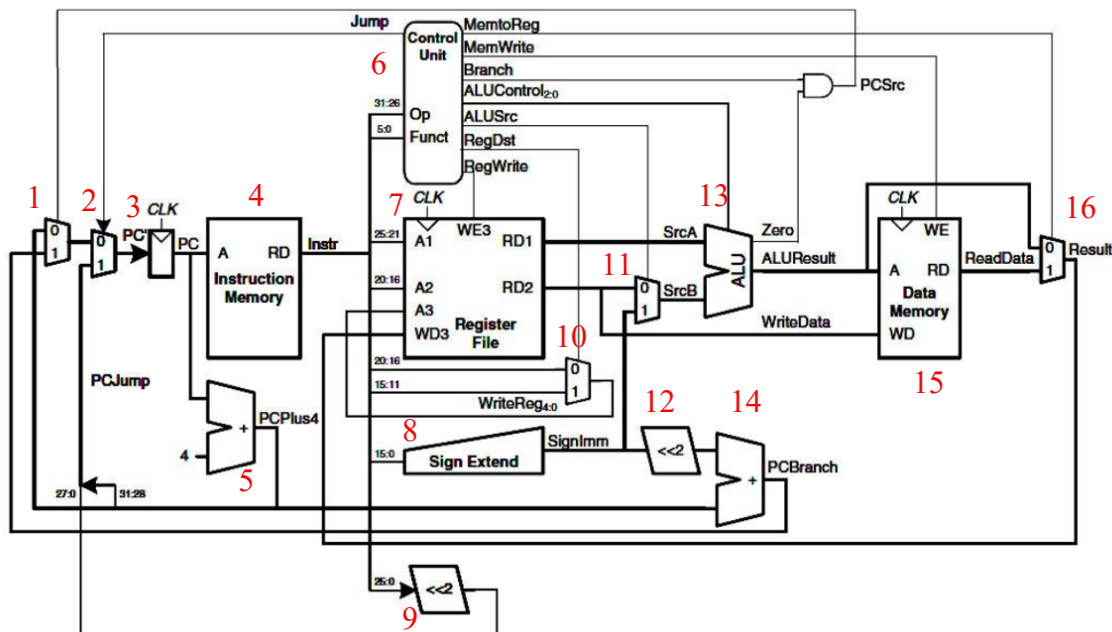 Jump
6
Control Unit
MemtoReg
MemWrite
Branch
PCSrc
ALUControl2:0
31:26
Op
ALUSrc
5:0
Funct
RegDst
RegWrite
1
2
3
CLK
4
7
CLK
13
CLK
16
PC'
PC
0
1
0
1
A
RD
Instruction Memory
Instr
25:21
A1
WE3
RD1
SrcA
Zero
WE
0
1
Result
11
20:16
A2
RD2
0
1
SrcB
ALU
ALUResult
A
RD
ReadData
A3
WD3
Register File
10
WriteData
Data Memory
WD
20:16
0
15:11
1
WriteReg4:0
15
PCJump
PCPlus4
+
4
5
8
12
14
15:0
Sign Extend
SignImm
<<2
PCBranch
+
27:0
31:28
25:0
<<2
9